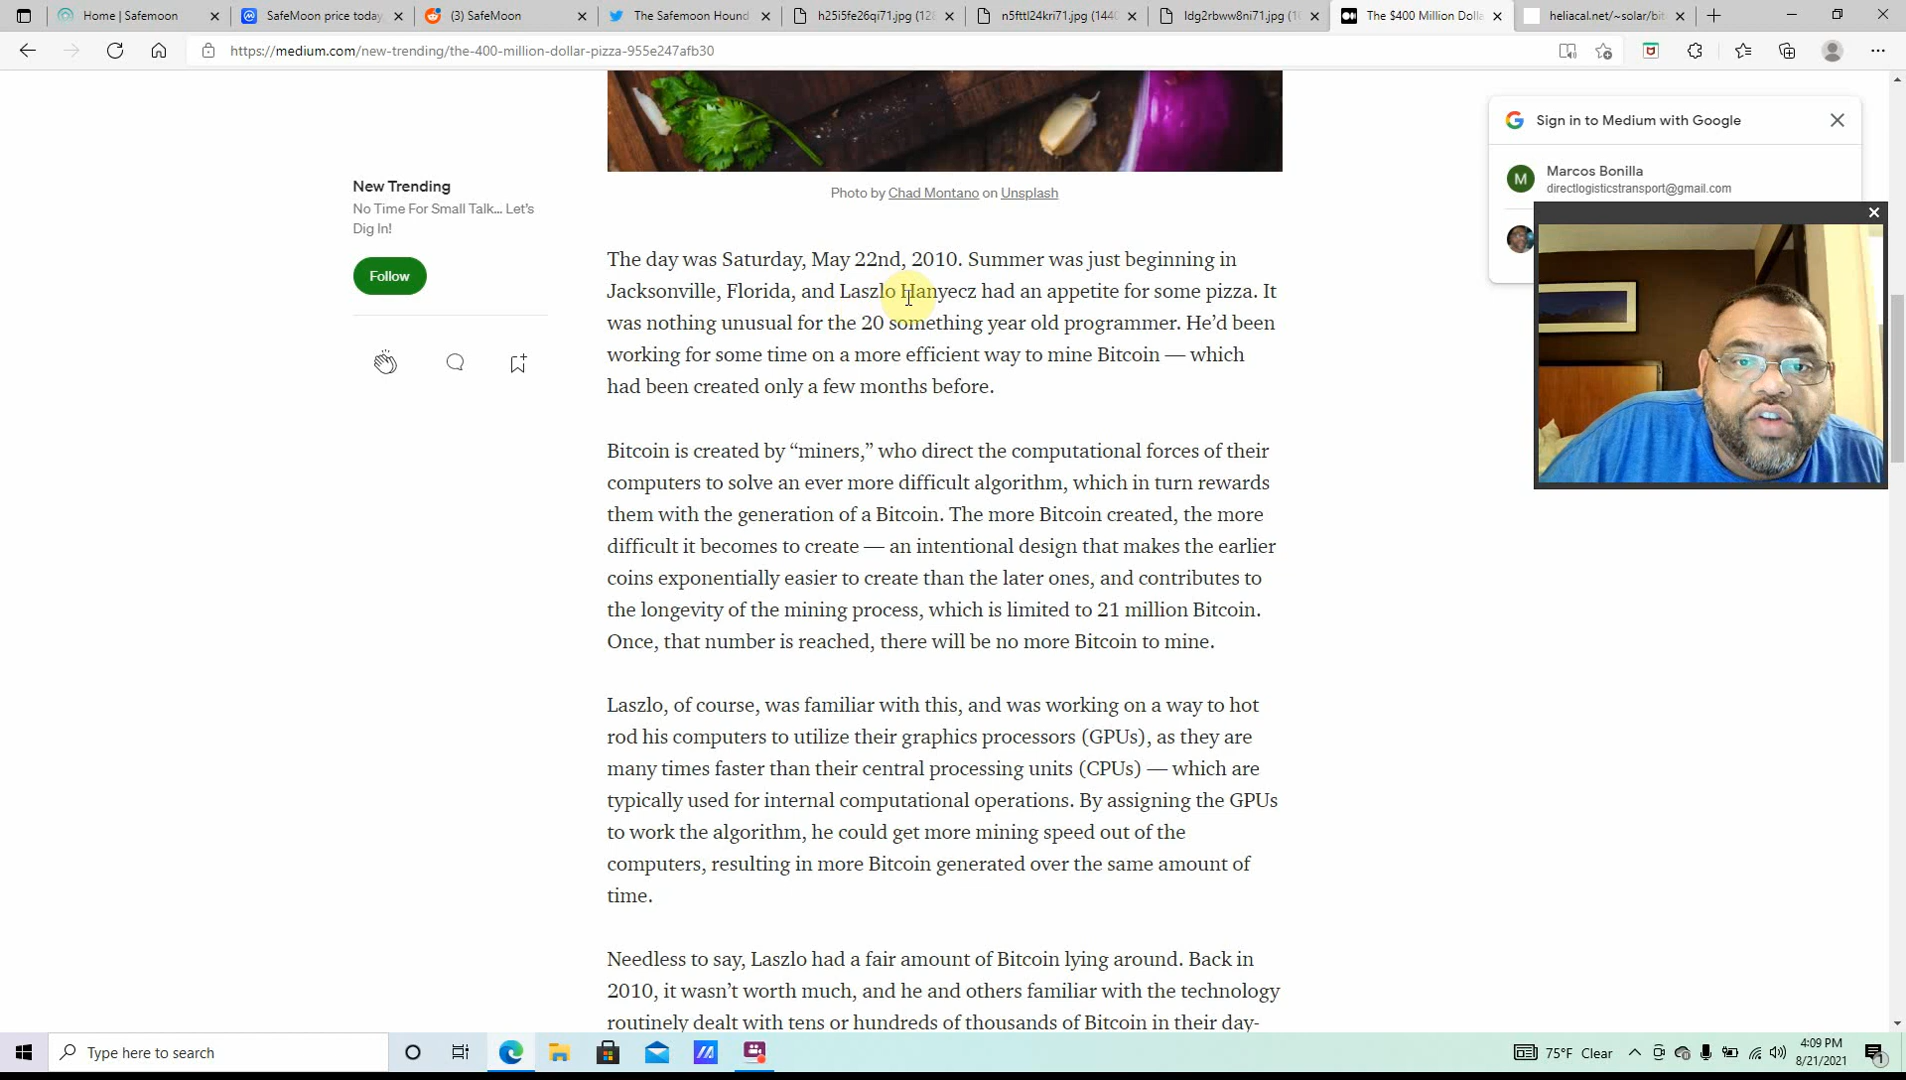 Home | Safemoon
SafeMoon price today,
(3) SafeMoon
The Safemoon Hound
h25i5fe26qi71.jpg (128
n5fttl24kri71.jpg (1440
ldg2rbww8ni71.jpg (1
The $400 Million Dolla
heliacal.net/~solar/bit
https://medium.com/new-trending/the-400-million-dollar-pizza-955e247afb30
Sign in to Medium with Google
M
Marcos Bonilla
directlogisticstransport@gmail.com
Photo by Chad Montano on Unsplash
New Trending
No Time For Small Talk... Let's
Dig In!
Follow
The day was Saturday, May 22nd, 2010. Summer was just beginning in
Jacksonville, Florida, and Laszlo Hanyecz had an appetite for some pizza. It
was nothing unusual for the 20 something year old programmer. He’d been
working for some time on a more efficient way to mine Bitcoin — which
had been created only a few months before.
Bitcoin is created by “miners,” who direct the computational forces of their
computers to solve an ever more difficult algorithm, which in turn rewards
them with the generation of a Bitcoin. The more Bitcoin created, the more
difficult it becomes to create — an intentional design that makes the earlier
coins exponentially easier to create than the later ones, and contributes to
the longevity of the mining process, which is limited to 21 million Bitcoin.
Once, that number is reached, there will be no more Bitcoin to mine.
Laszlo, of course, was familiar with this, and was working on a way to hot
rod his computers to utilize their graphics processors (GPUs), as they are
many times faster than their central processing units (CPUs) — which are
typically used for internal computational operations. By assigning the GPUs
to work the algorithm, he could get more mining speed out of the
computers, resulting in more Bitcoin generated over the same amount of
time.
Needless to say, Laszlo had a fair amount of Bitcoin lying around. Back in
2010, it wasn’t worth much, and he and others familiar with the technology
routinely dealt with tens or hundreds of thousands of Bitcoin in their day-
Type here to search
75°F Clear
4:09 PM
8/21/2021
1